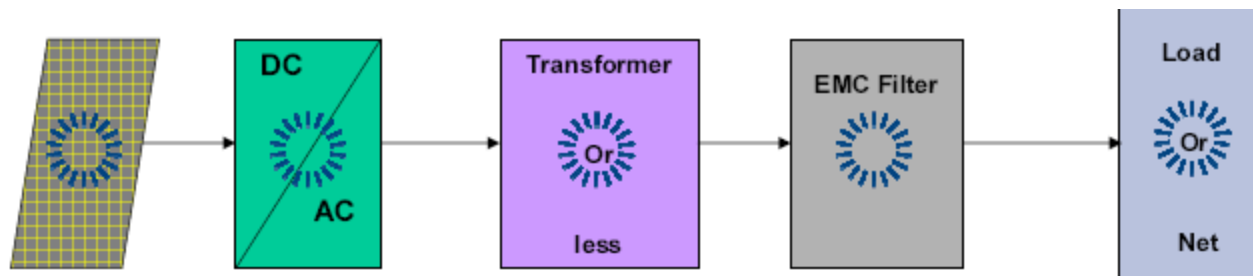 DC
AC
Transformer
Or
less
EMC Filter
Load
Or
Net